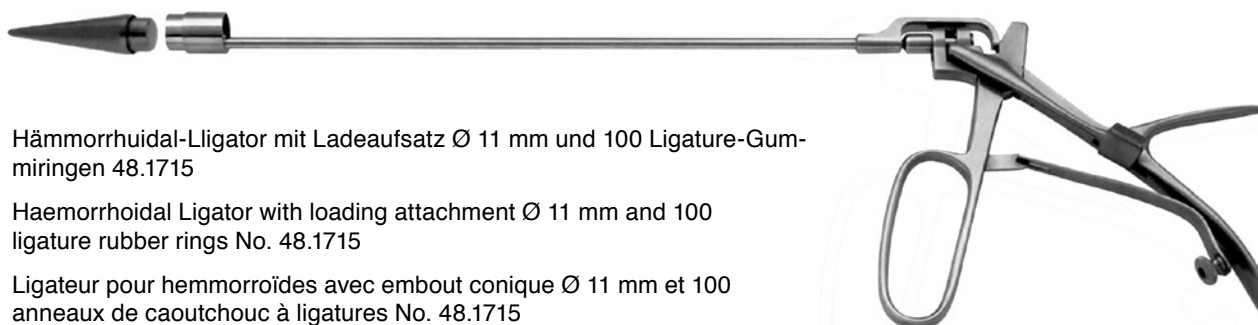 Hämmorrhuidal-Lligator mit Ladeaufsatz Ø 11 mm und 100 Ligature-Gum-
miringen 48.1715
Haemorrhoidal Ligator with loading attachment Ø 11 mm and 100
ligature rubber rings No. 48.1715
Ligateur pour hemmorroïdes avec embout conique Ø 11 mm et 100
anneaux de caoutchouc à ligatures No. 48.1715